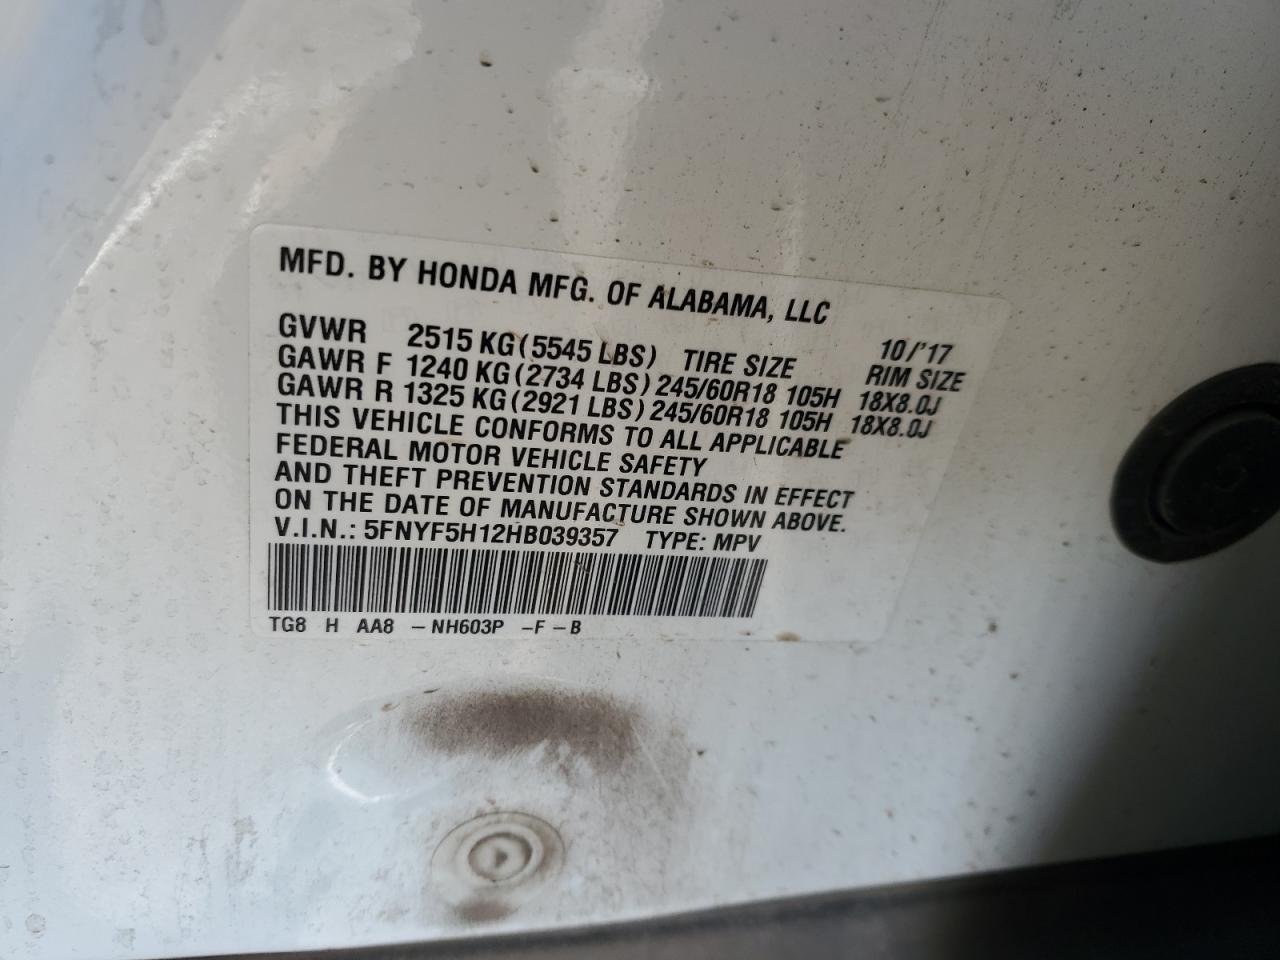 MFD. BY HONDA MFG. OF ALABAMA, LLC
10/'17
GVWR 2515 KG (5545 LBS) TIRE SIZE RIM SIZE
GAWR F 1240 KG (2734 LBS) 245/60R18 105H 18X8.0J
GAWR R 1325 KG (2921 LBS) 245/60R18 105H 18X8.0J
THIS VEHICLE CONFORMS TO ALL APPLICABLE
FEDERAL MOTOR VEHICLE SAFETY
AND THEFT PREVENTION STANDARDS IN EFFECT
ON THE DATE OF MANUFACTURE SHOWN ABOVE.
V.I.N.: 5FNYF5H12HB039357 TYPE: MPV
TG8 H AA8 -NH603P -F-B